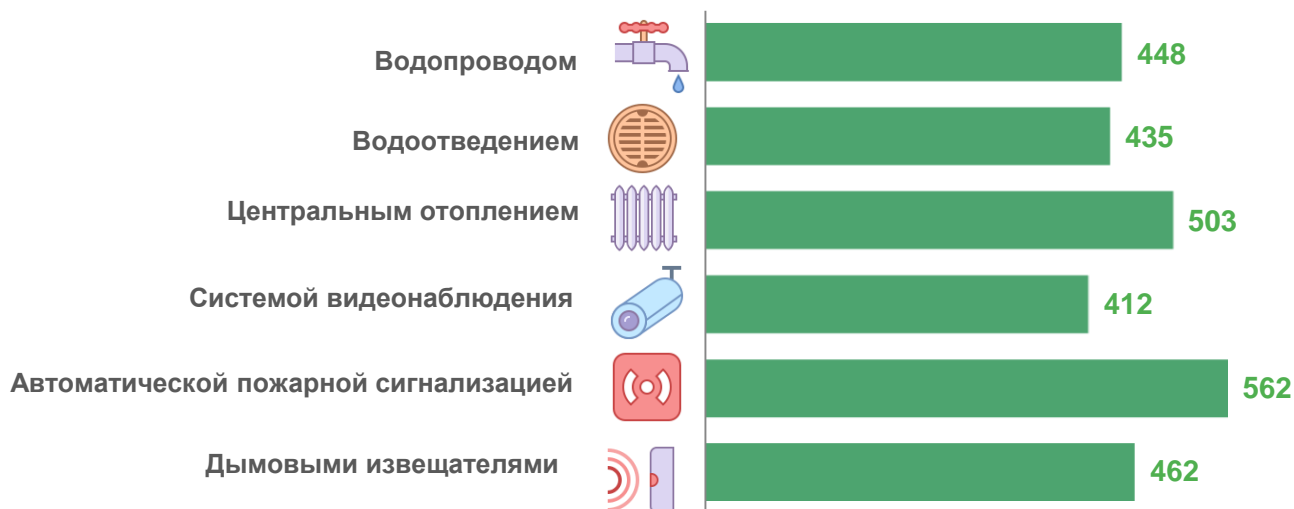 Водопроводом 448
Водоотведением 435
Центральным отоплением 503
Системой видеонаблюдения 412
Автоматической пожарной сигнализацией 562
Дымовыми извещателями 462